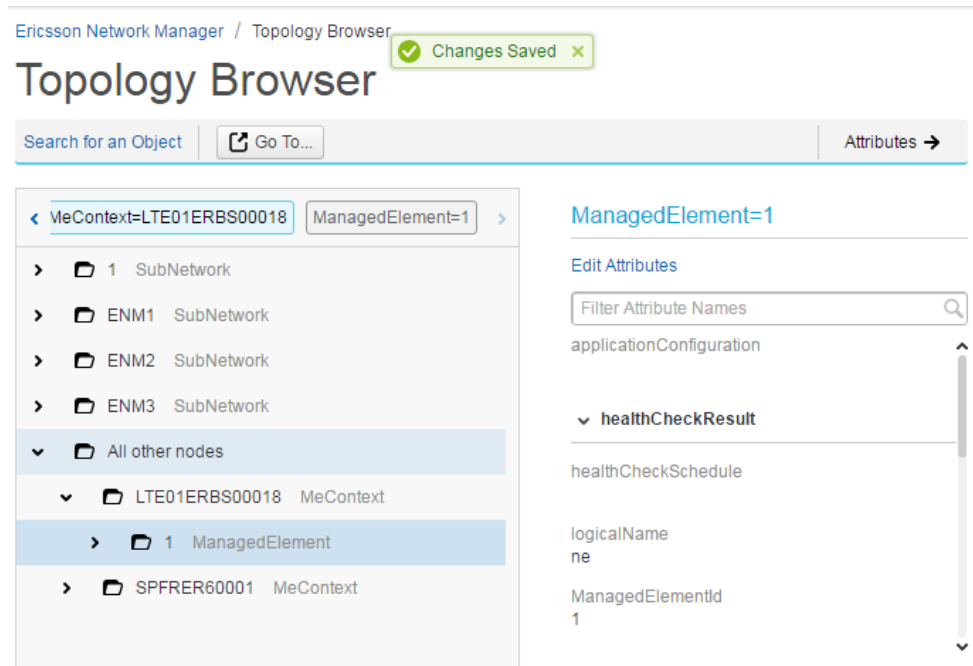 Ericsson Network Manager / Topology Browser
Changes Saved
Topology Browser
Search for an Object
Go To...
Attributes
MeContext=LTE01ERBS00018
ManagedElement=1
1 SubNetwork
ENM1 SubNetwork
ENM2 SubNetwork
ENM3 SubNetwork
All other nodes
LTE01ERBS00018 MeContext
1 ManagedElement
SPFRER60001 MeContext
ManagedElement=1
Edit Attributes
Filter Attribute Names
applicationConfiguration
healthCheckResult
healthCheckSchedule
logicalName
ne
ManagedElementId
1